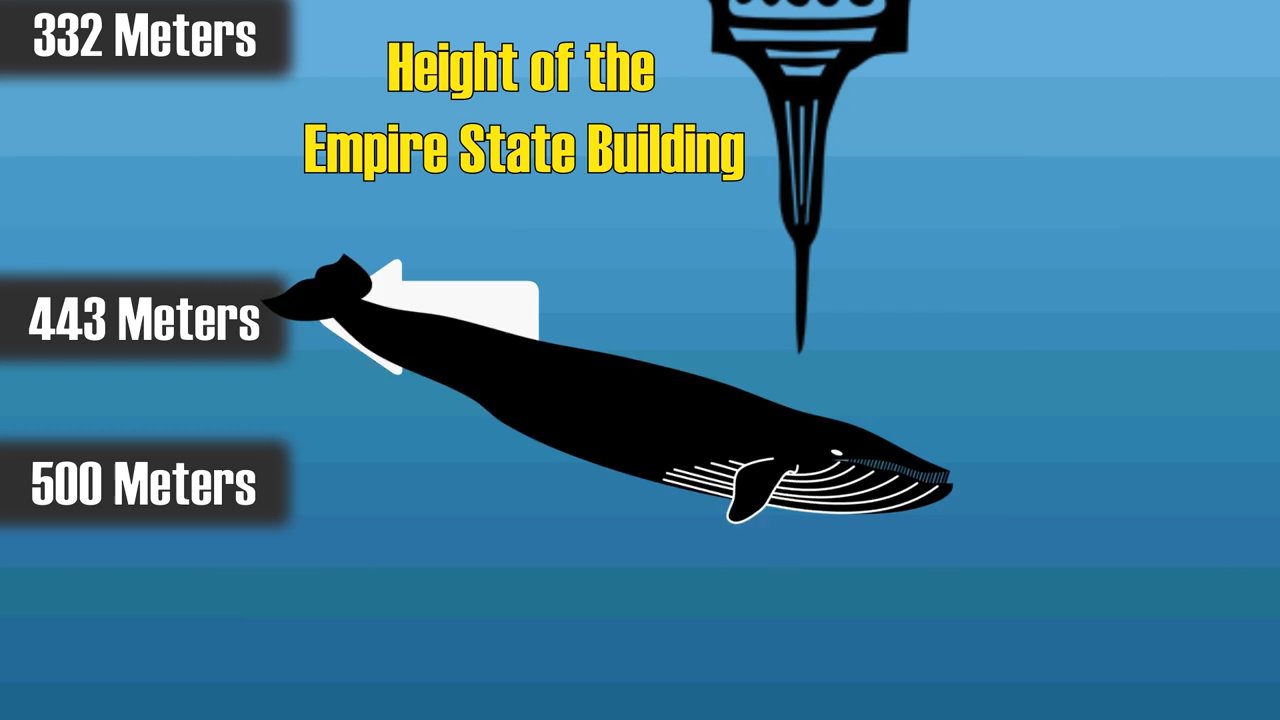 332 Meters
Height of the
Empire State Building
443 Meters
500 Meters